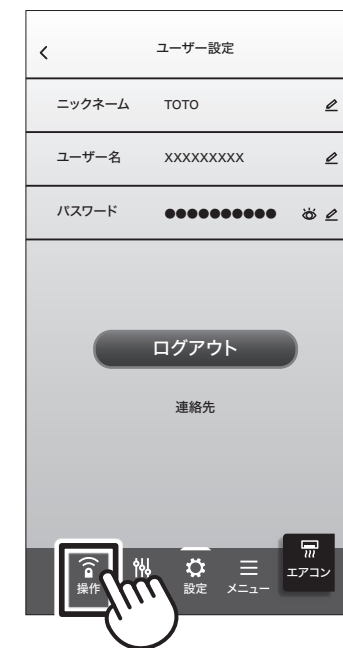 ユーザー設定
ニックネーム TOTO
ユーザー名 XXXXXXXXX
パスワード ●●●●●●●●●●
ログアウト
連絡先
操作 設定 メニュー エアコン